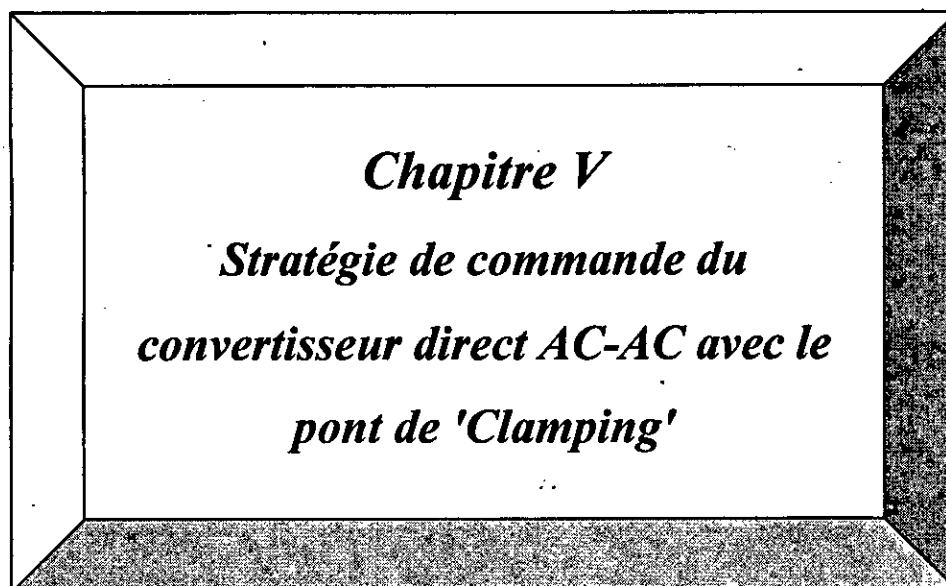 Chapitre V
Stratégie de commande du
convertisseur direct AC-AC avec le
pont de 'Clamping'